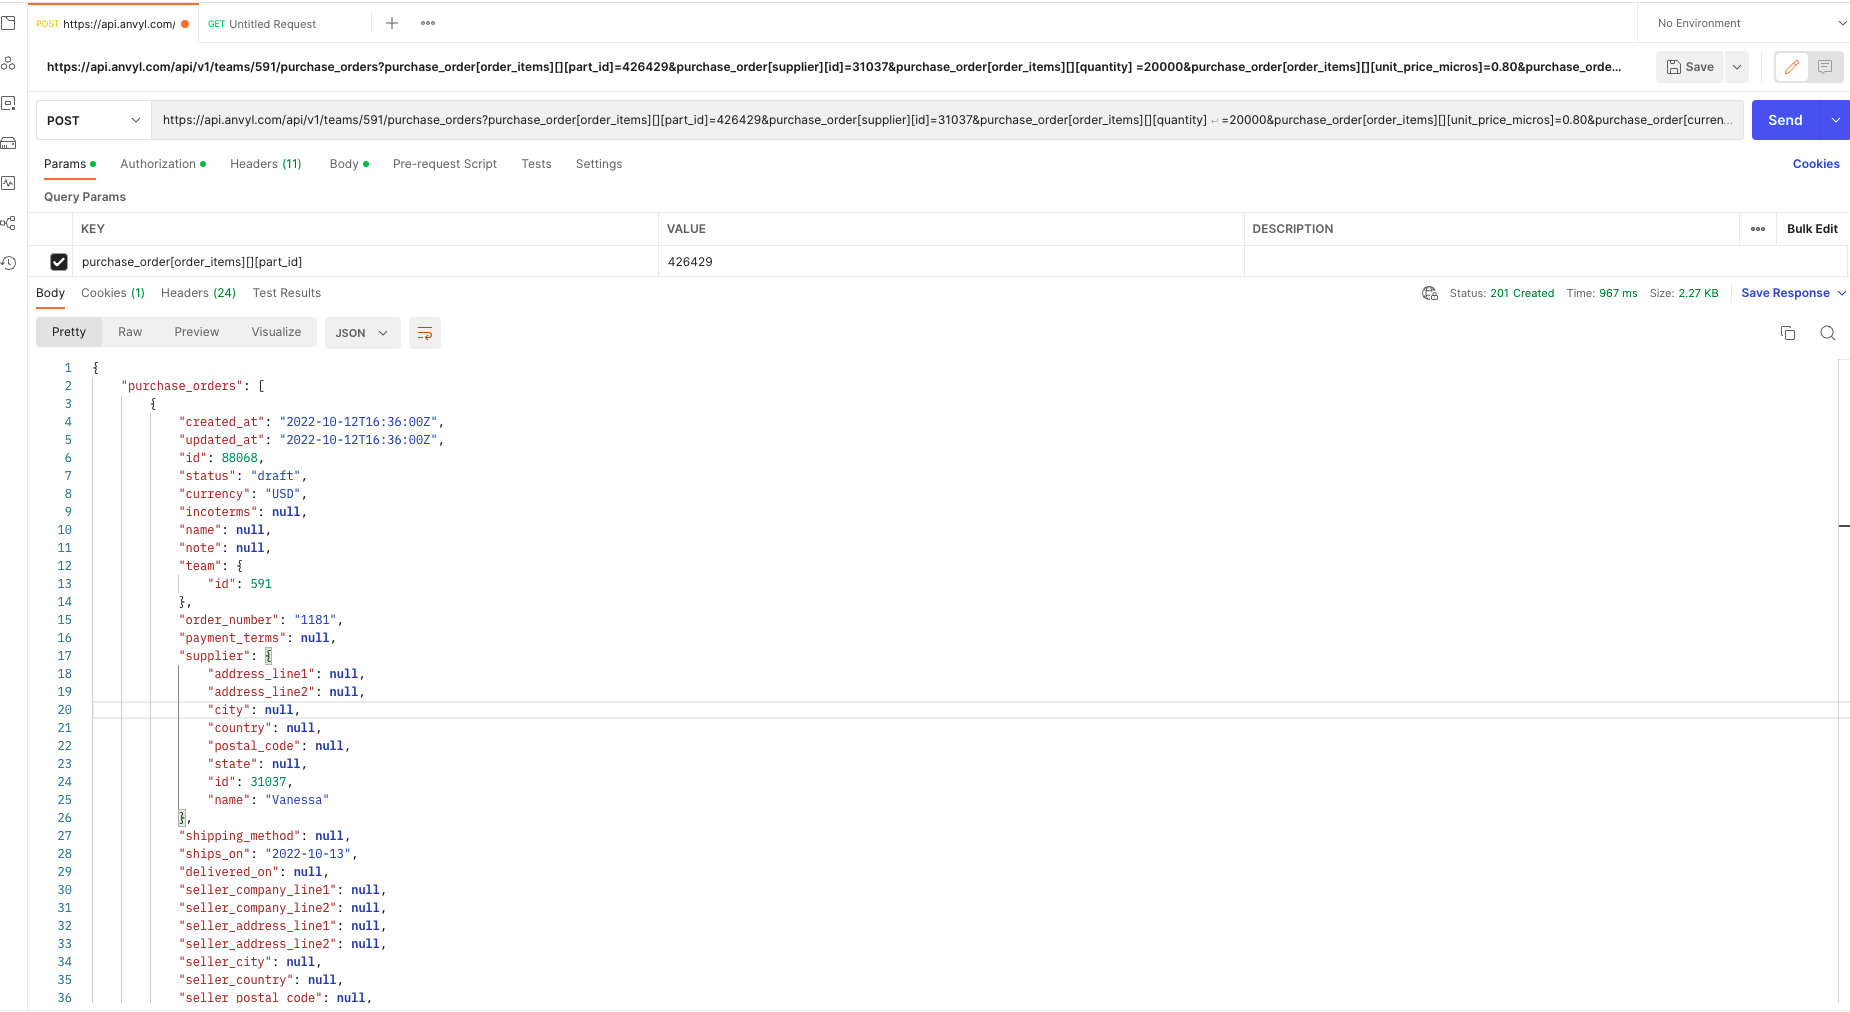 POST https://api.anvyl.com/ GET Untitled Request No Environment
https://api.anvyl.com/api/v1/teams/591/purchase_orders?purchase_order[order_items][][part_id]=426429&purchase_order[supplier][id]=31037&purchase_order[order_items][][quantity] =20000&purchase_order[order_items][][unit_price_micros]=0.80&purchase_orde... Save
POST https://api.anvyl.com/api/v1/teams/591/purchase_orders?purchase_order[order_items][][part_id]=426429&purchase_order[supplier][id]=31037&purchase_order[order_items][][quantity] ↵ =20000&purchase_order[order_items][][unit_price_micros]=0.80&purchase_order[curren... Send
Params Authorization Headers (11) Body Pre-request Script Tests Settings Cookies
Query Params
KEY VALUE DESCRIPTION Bulk Edit
purchase_order[order_items][][part_id] 426429
Body Cookies (1) Headers (24) Test Results Status: 201 Created Time: 967 ms Size: 2.27 KB Save Response
Pretty Raw Preview Visualize JSON
1 {
2 "purchase_orders": [
3 {
4 "created_at": "2022-10-12T16:36:00Z",
5 "updated_at": "2022-10-12T16:36:00Z",
6 "id": 88068,
7 "status": "draft",
8 "currency": "USD",
9 "incoterms": null,
10 "name": null,
11 "note": null,
12 "team": {
13 "id": 591
14 },
15 "order_number": "1181",
16 "payment_terms": null,
17 "supplier": {
18 "address_line1": null,
19 "address_line2": null,
20 "city": null,
21 "country": null,
22 "postal_code": null,
23 "state": null,
24 "id": 31037,
25 "name": "Vanessa"
26 },
27 "shipping_method": null,
28 "ships_on": "2022-10-13",
29 "delivered_on": null,
30 "seller_company_line1": null,
31 "seller_company_line2": null,
32 "seller_address_line1": null,
33 "seller_address_line2": null,
34 "seller_city": null,
35 "seller_country": null,
36 "seller_postal_code": null,